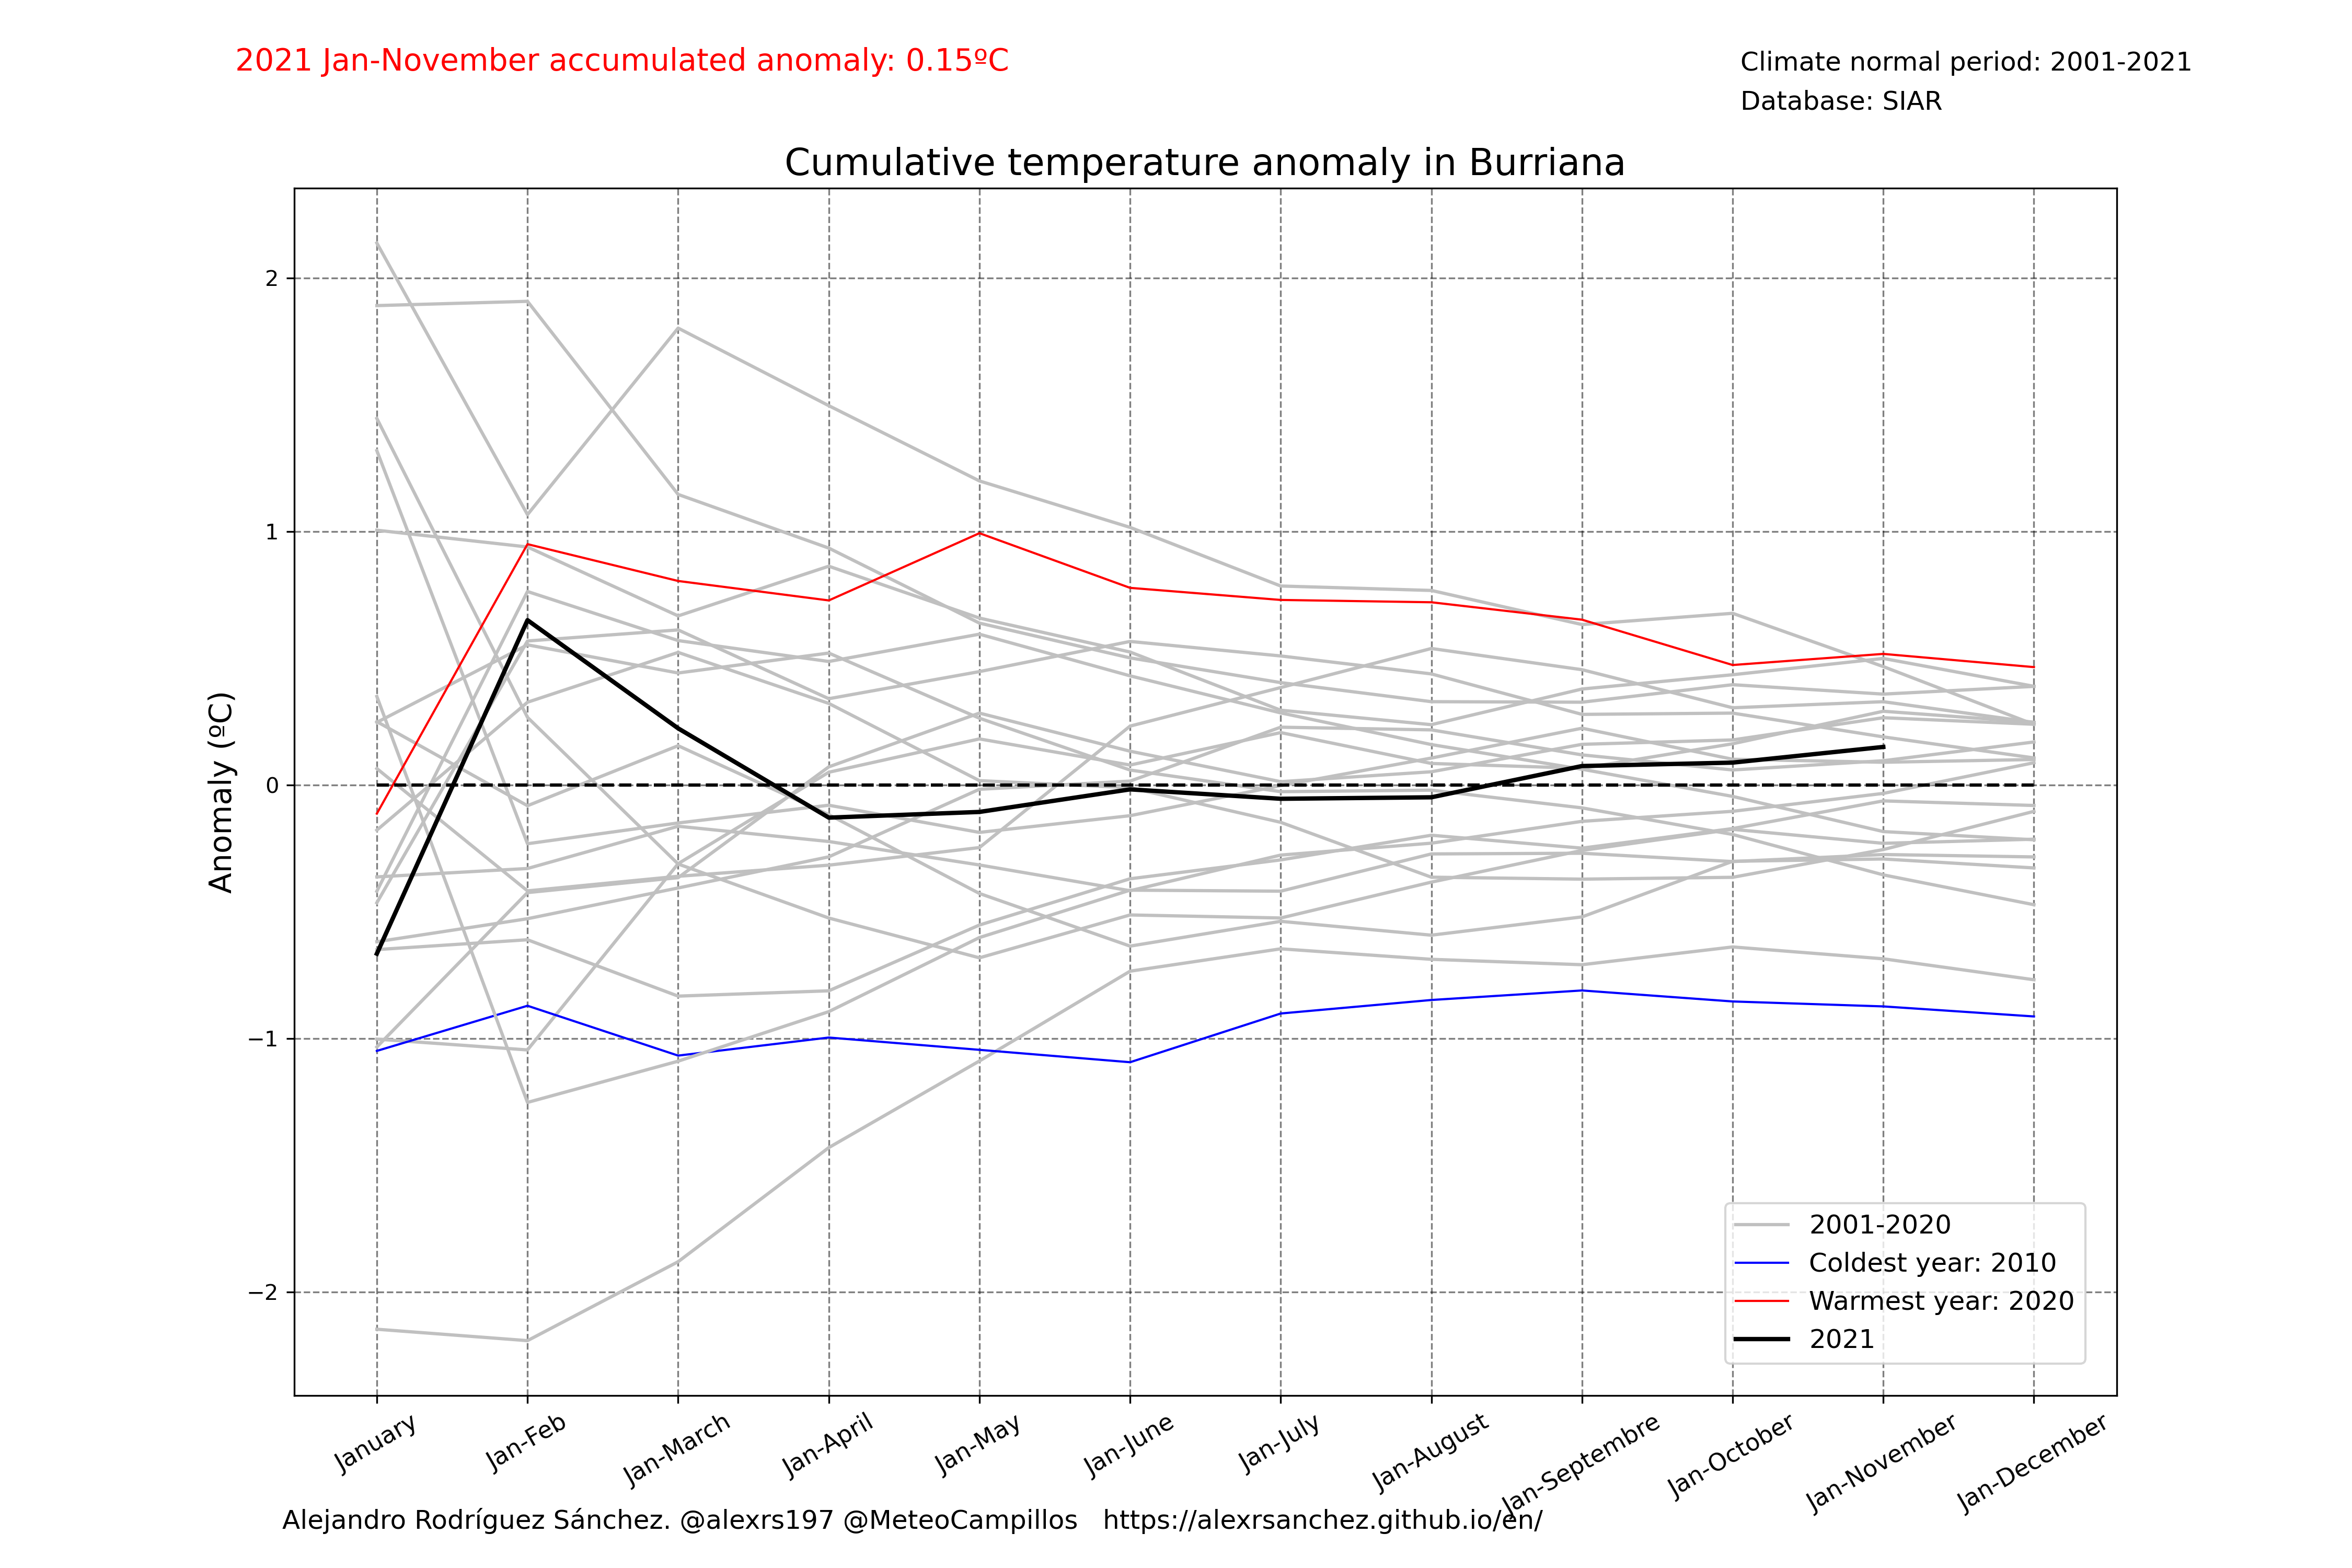 2021 Jan-November accumulated anomaly: 0.15ºC
Climate normal period: 2001-2021
Database: SIAR
Cumulative temperature anomaly in Burriana
Anomaly (ºC)
2
1
0
−1
−2
2001-2020
Coldest year: 2010
Warmest year: 2020
2021
January
Jan-Feb
Jan-March
Jan-April
Jan-May
Jan-June
Jan-July
Jan-August
Jan-Septembre
Jan-October
Jan-November
Jan-December
Alejandro Rodríguez Sánchez. @alexrs197 @MeteoCampillos   https://alexrsanchez.github.io/en/